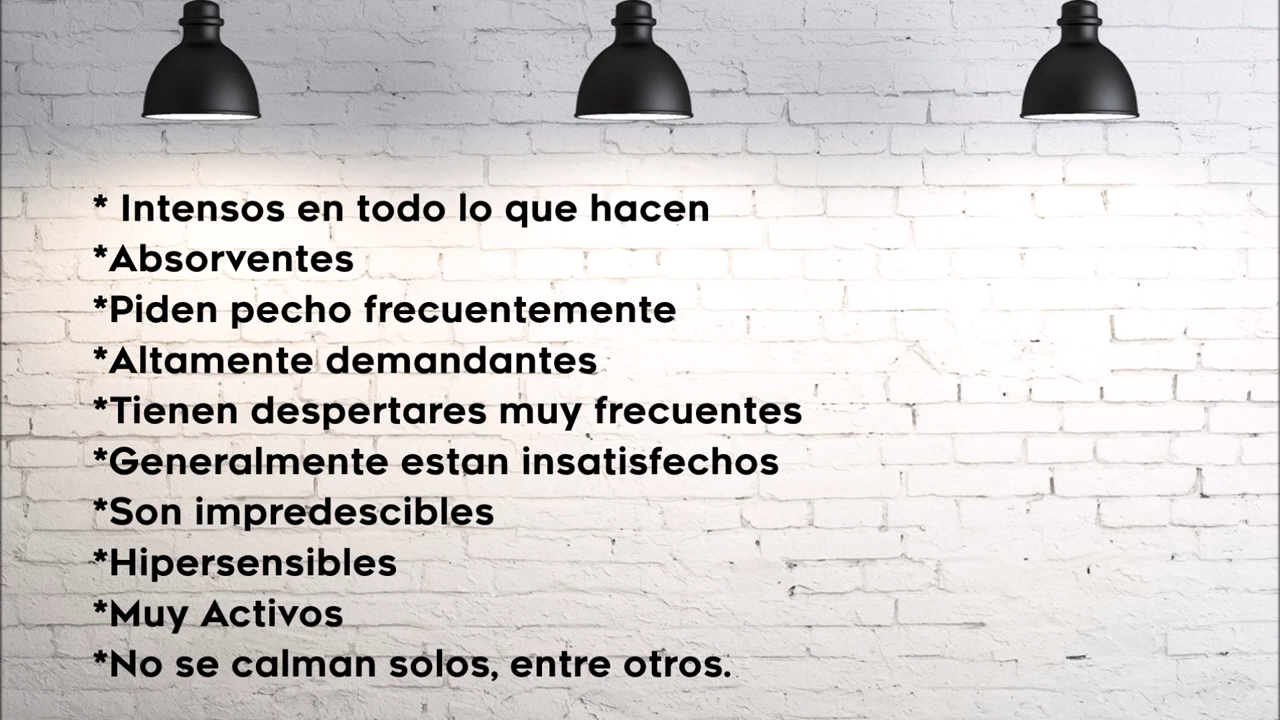 * Intensos en todo lo que hacen
*Absorventes
*Piden pecho frecuentemente
*Altamente demandantes
*Tienen despertares muy frecuentes
*Generalmente estan insatisfechos
*Son impredescibles
*Hipersensibles
*Muy Activos
*No se calman solos, entre otros.